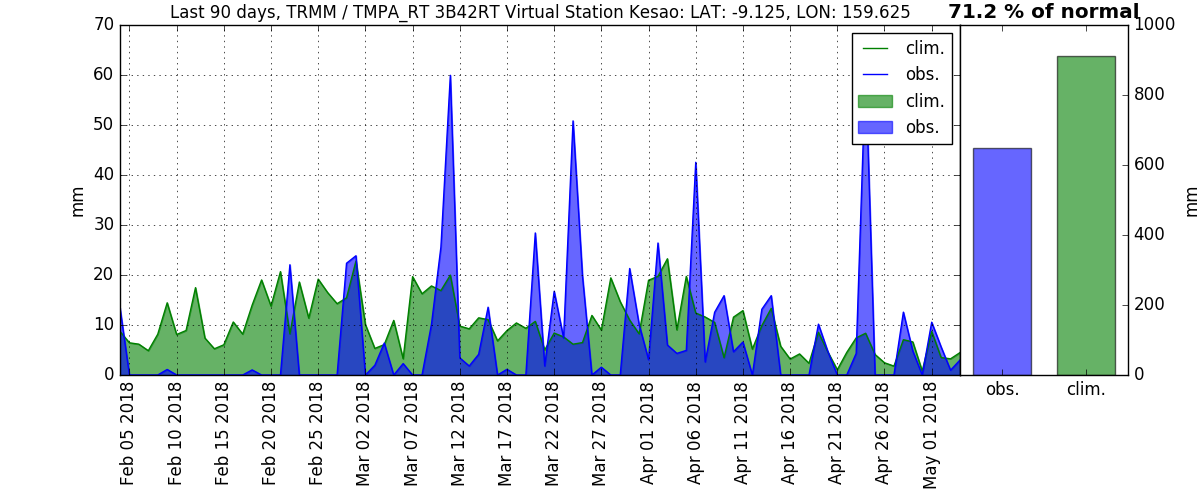 Last 90 days, TRMM / TMPA_RT 3B42RT Virtual Station Kesao: LAT: -9.125, LON: 159.625
71.2 % of normal
70
60
50
40
30
20
10
0
mm
clim.
obs.
clim.
obs.
1000
800
600
400
200
0
mm
obs.
clim.
Feb 05 2018
Feb 10 2018
Feb 15 2018
Feb 20 2018
Feb 25 2018
Mar 02 2018
Mar 07 2018
Mar 12 2018
Mar 17 2018
Mar 22 2018
Mar 27 2018
Apr 01 2018
Apr 06 2018
Apr 11 2018
Apr 16 2018
Apr 21 2018
Apr 26 2018
May 01 2018